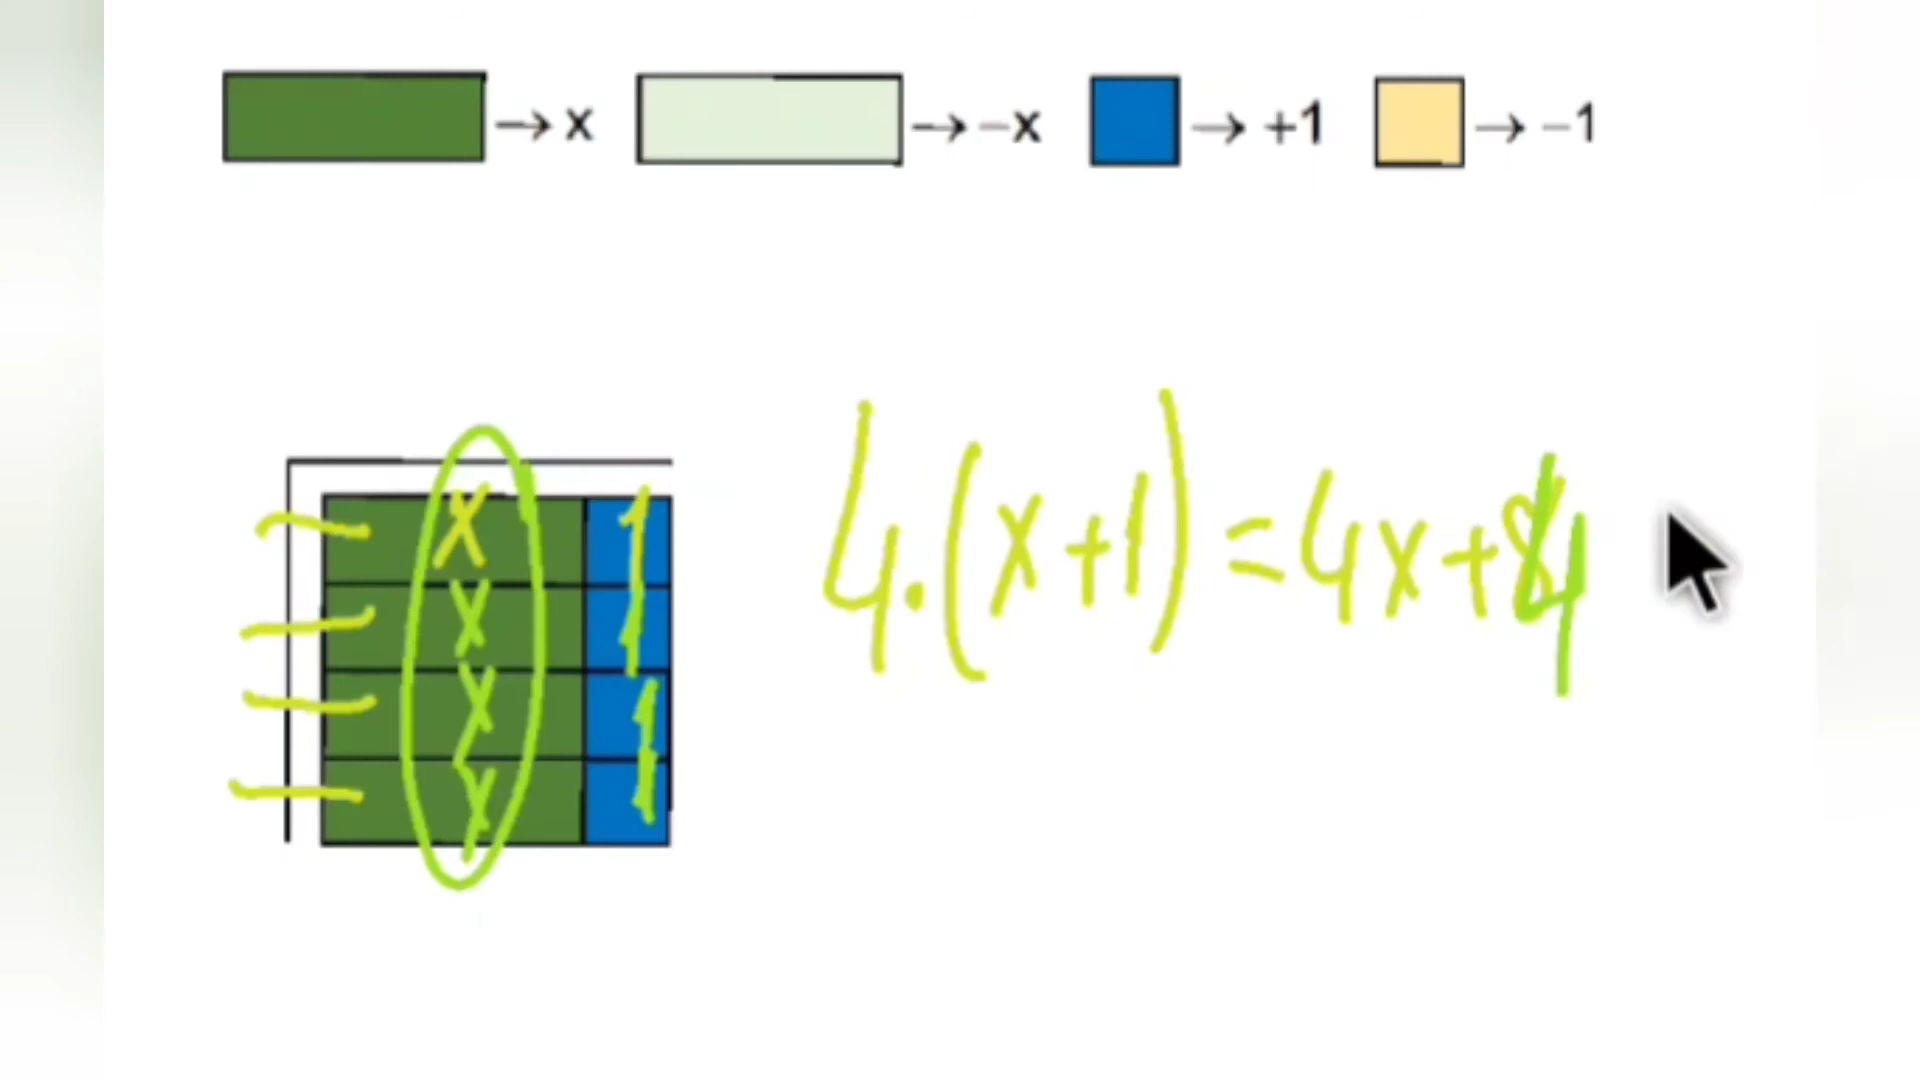 → x → −x → +1 → −1
x 1
x 1
x 1
x 1
4.(x+1)=4x+4